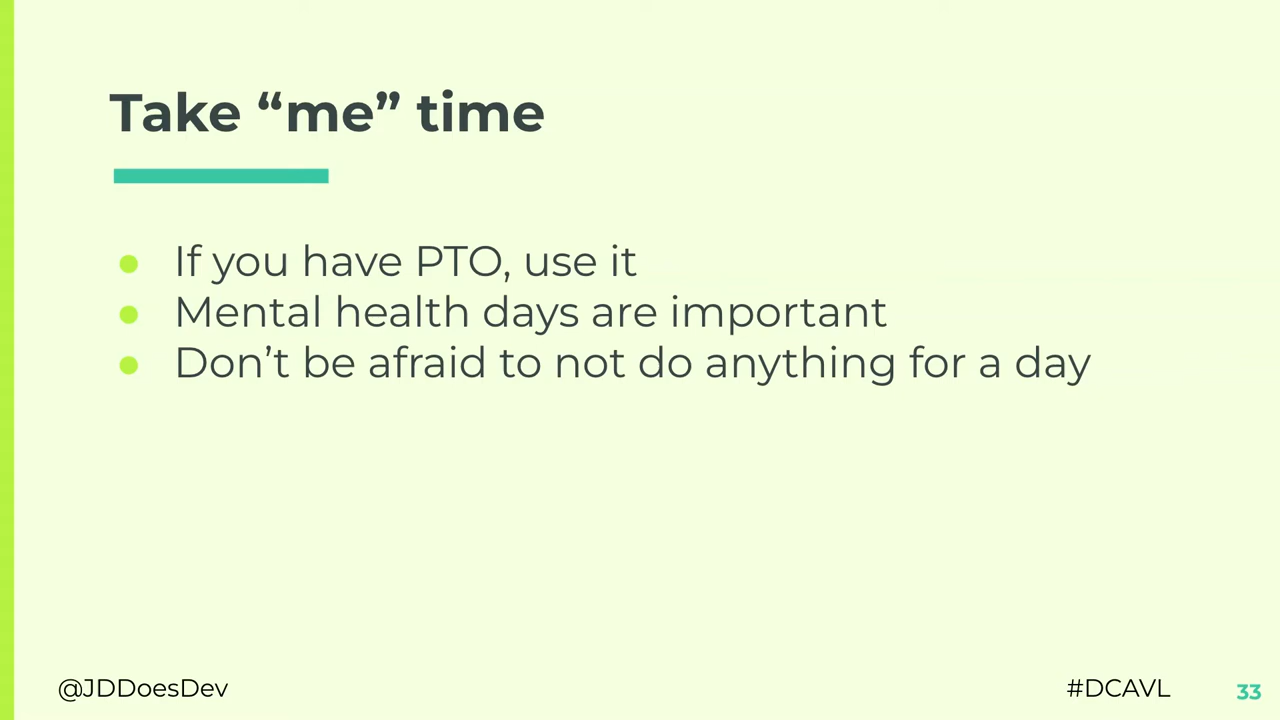 Take “me” time
● If you have PTO, use it
● Mental health days are important
● Don’t be afraid to not do anything for a day
@JDDoesDev
#DCAVL
33